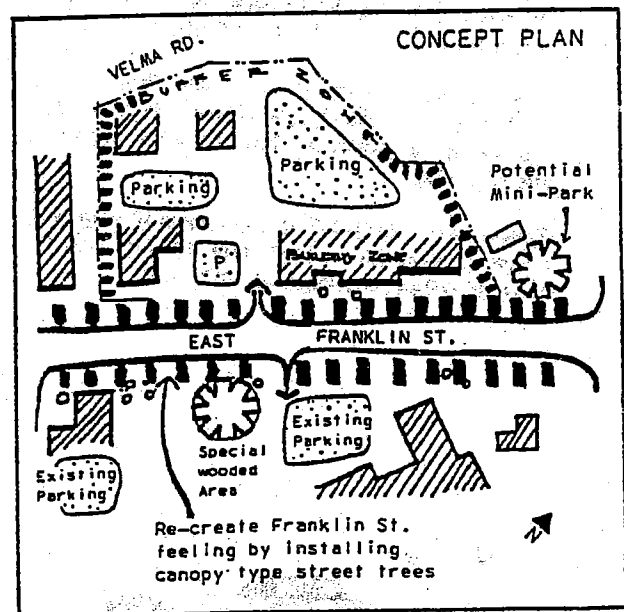 CONCEPT PLAN
VELMA RD.
BUFFER ZONE
Parking
Potential
Mini-Park
Parking
P
BUILDING ZONE
EAST FRANKLIN ST.
Existing
Parking
Special
wooded
Area
Existing
Parking
Re-create Franklin St.
feeling by installing
canopy type street trees
N